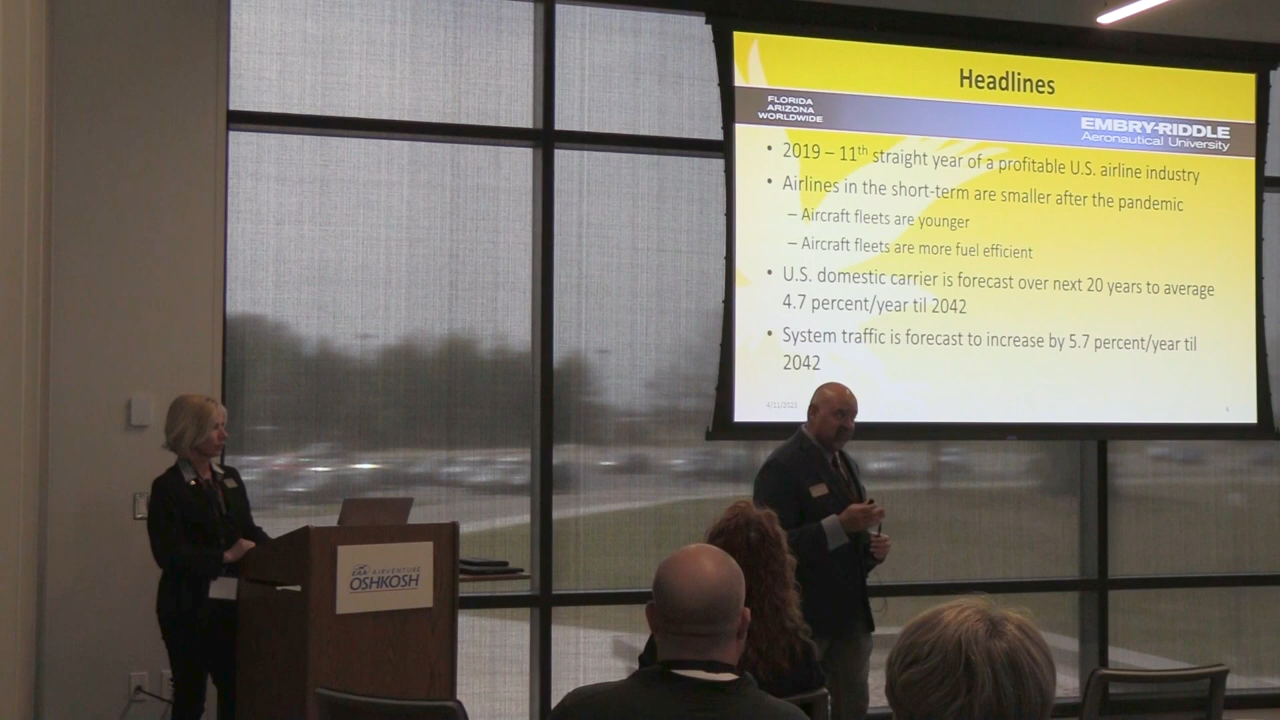 Headlines
FLORIDA
ARIZONA
WORLDWIDE
EMBRY-RIDDLE
Aeronautical University
• 2019 – 11th straight year of a profitable U.S. airline industry
• Airlines in the short-term are smaller after the pandemic
– Aircraft fleets are younger
– Aircraft fleets are more fuel efficient
• U.S. domestic carrier is forecast over next 20 years to average
4.7 percent/year til 2042
• System traffic is forecast to increase by 5.7 percent/year til
2042
EAA AIRVENTURE
OSHKOSH